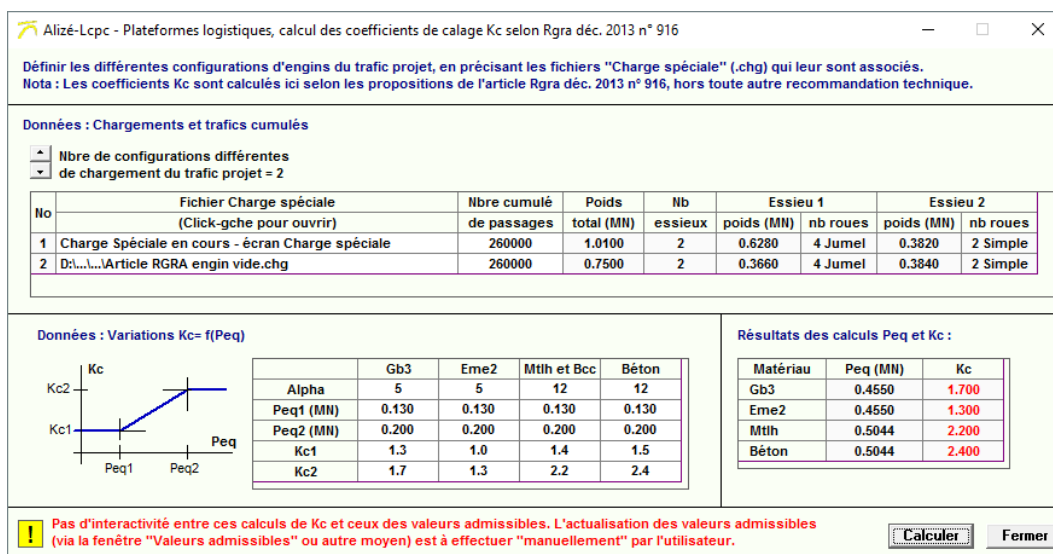 Alizé-Lcpc - Plateformes logistiques, calcul des coefficients de calage Kc selon Rgra déc. 2013 n° 916
Définir les différentes configurations d'engins du trafic projet, en précisant les fichiers "Charge spéciale" (.chg) qui leur sont associés.
Nota : Les coefficients Kc sont calculés ici selon les propositions de l'article Rgra déc. 2013 n° 916, hors toute autre recommandation technique.
Données : Chargements et trafics cumulés
Nbre de configurations différentes
de chargement du trafic projet = 2
No Fichier Charge spéciale Nbre cumulé Poids Nb Essieu 1 Essieu 2
(Click-gche pour ouvrir) de passages total (MN) essieux poids (MN) nb roues poids (MN) nb roues
1 Charge Spéciale en cours - écran Charge spéciale 260000 1.0100 2 0.6280 4 Jumel 0.3820 2 Simple
2 D:\...\...\Article RGRA engin vide.chg 260000 0.7500 2 0.3660 4 Jumel 0.3840 2 Simple
Données : Variations Kc= f(Peq)
Kc
Kc2
Kc1
Peq
Peq1 Peq2
Gb3 Eme2 Mtlh et Bcc Béton
Alpha 5 5 12 12
Peq1 (MN) 0.130 0.130 0.130 0.130
Peq2 (MN) 0.200 0.200 0.200 0.200
Kc1 1.3 1.0 1.4 1.5
Kc2 1.7 1.3 2.2 2.4
Résultats des calculs Peq et Kc :
Matériau Peq (MN) Kc
Gb3 0.4550 1.700
Eme2 0.4550 1.300
Mtlh 0.5044 2.200
Béton 0.5044 2.400
! Pas d'interactivité entre ces calculs de Kc et ceux des valeurs admissibles. L'actualisation des valeurs admissibles
(via la fenêtre "Valeurs admissibles" ou autre moyen) est à effectuer "manuellement" par l'utilisateur.
Calculer Fermer